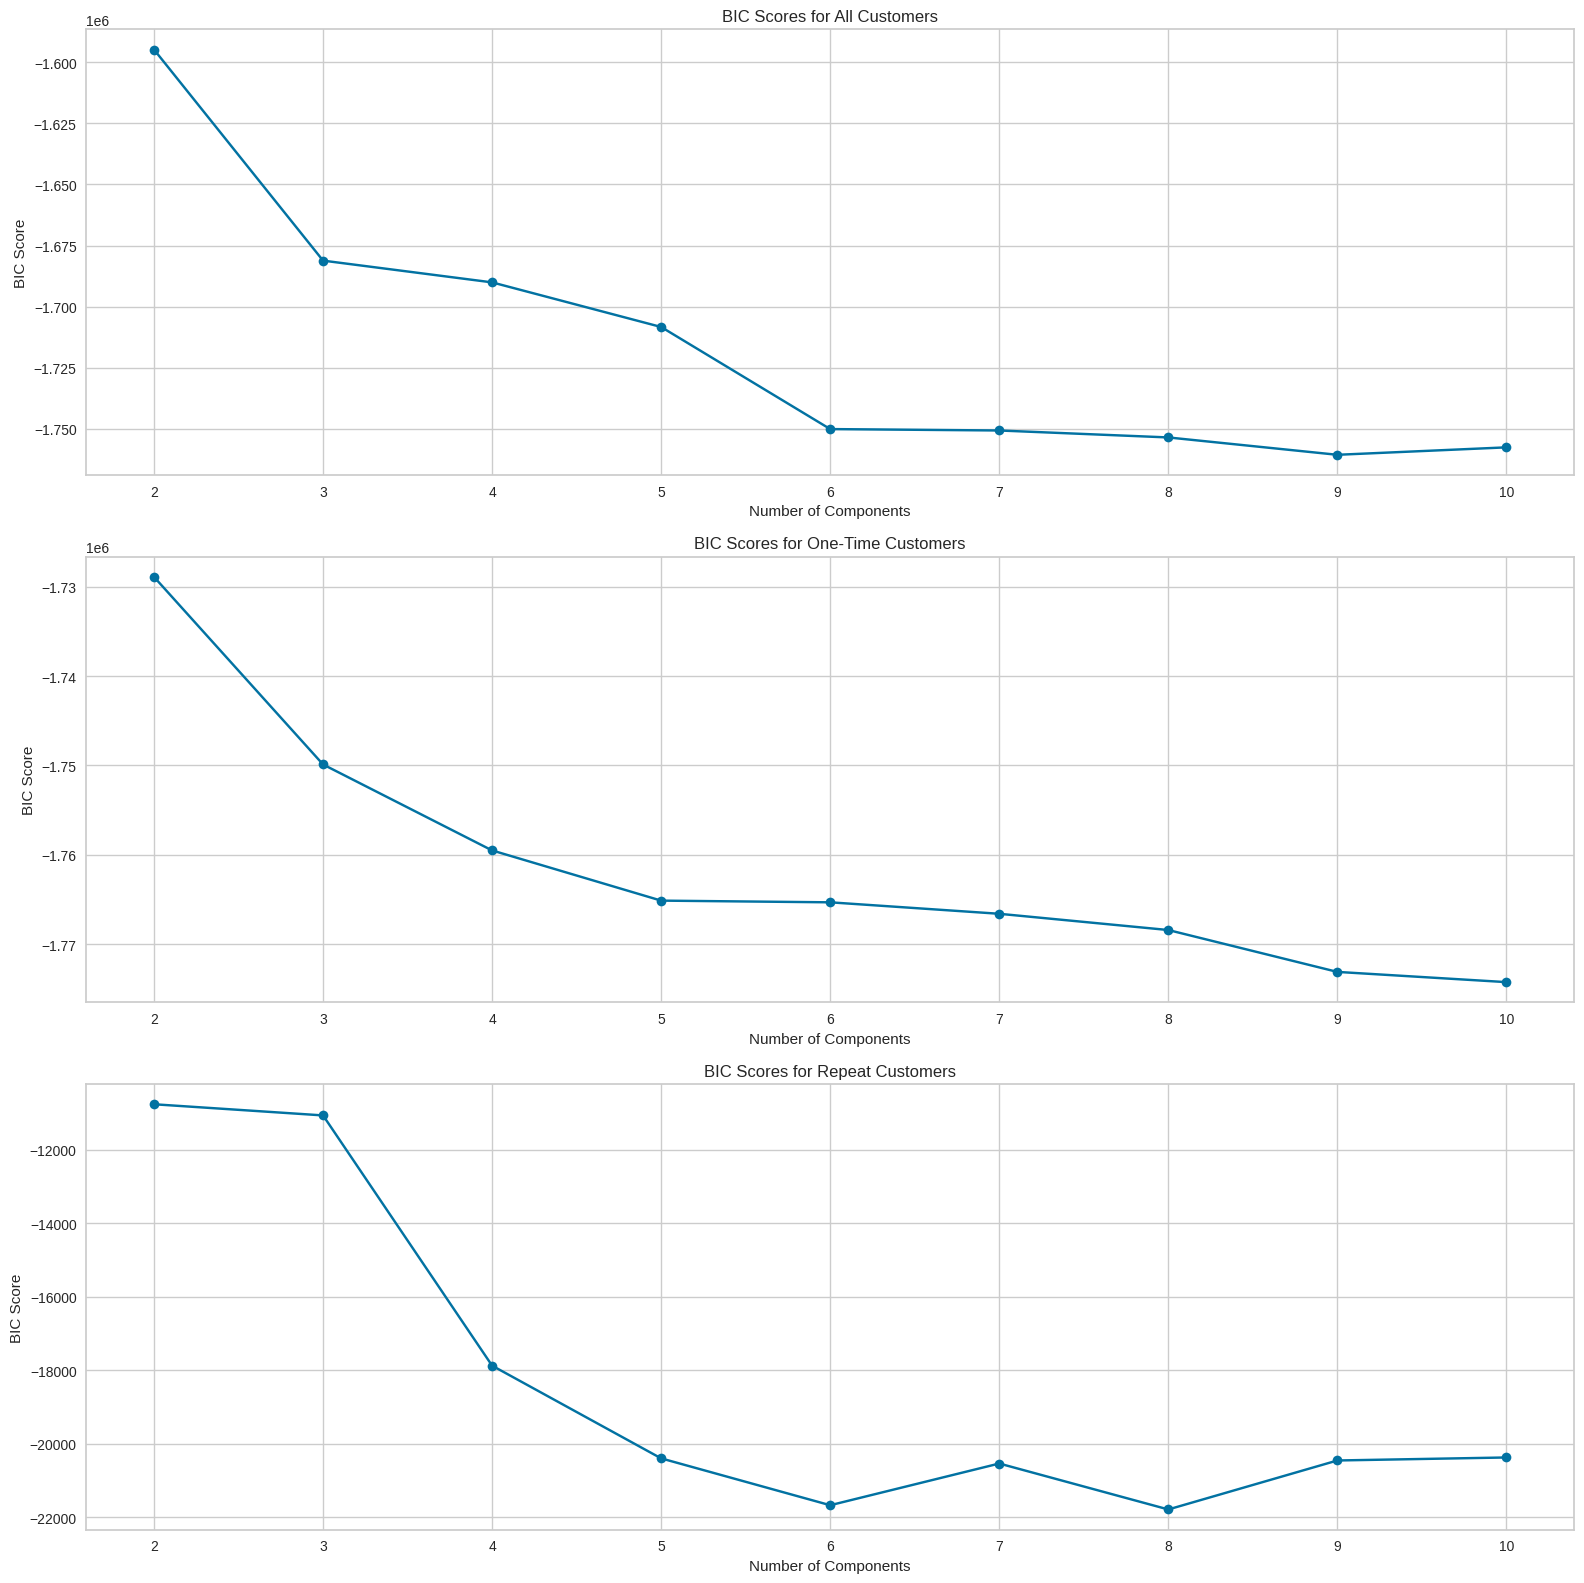 BIC Scores for All Customers
1e6
−1.600
−1.625
−1.650
−1.675
−1.700
−1.725
−1.750
BIC Score
2 3 4 5 6 7 8 9 10
Number of Components
BIC Scores for One-Time Customers
1e6
−1.73
−1.74
−1.75
−1.76
−1.77
BIC Score
2 3 4 5 6 7 8 9 10
Number of Components
BIC Scores for Repeat Customers
−12000
−14000
−16000
−18000
−20000
−22000
BIC Score
2 3 4 5 6 7 8 9 10
Number of Components